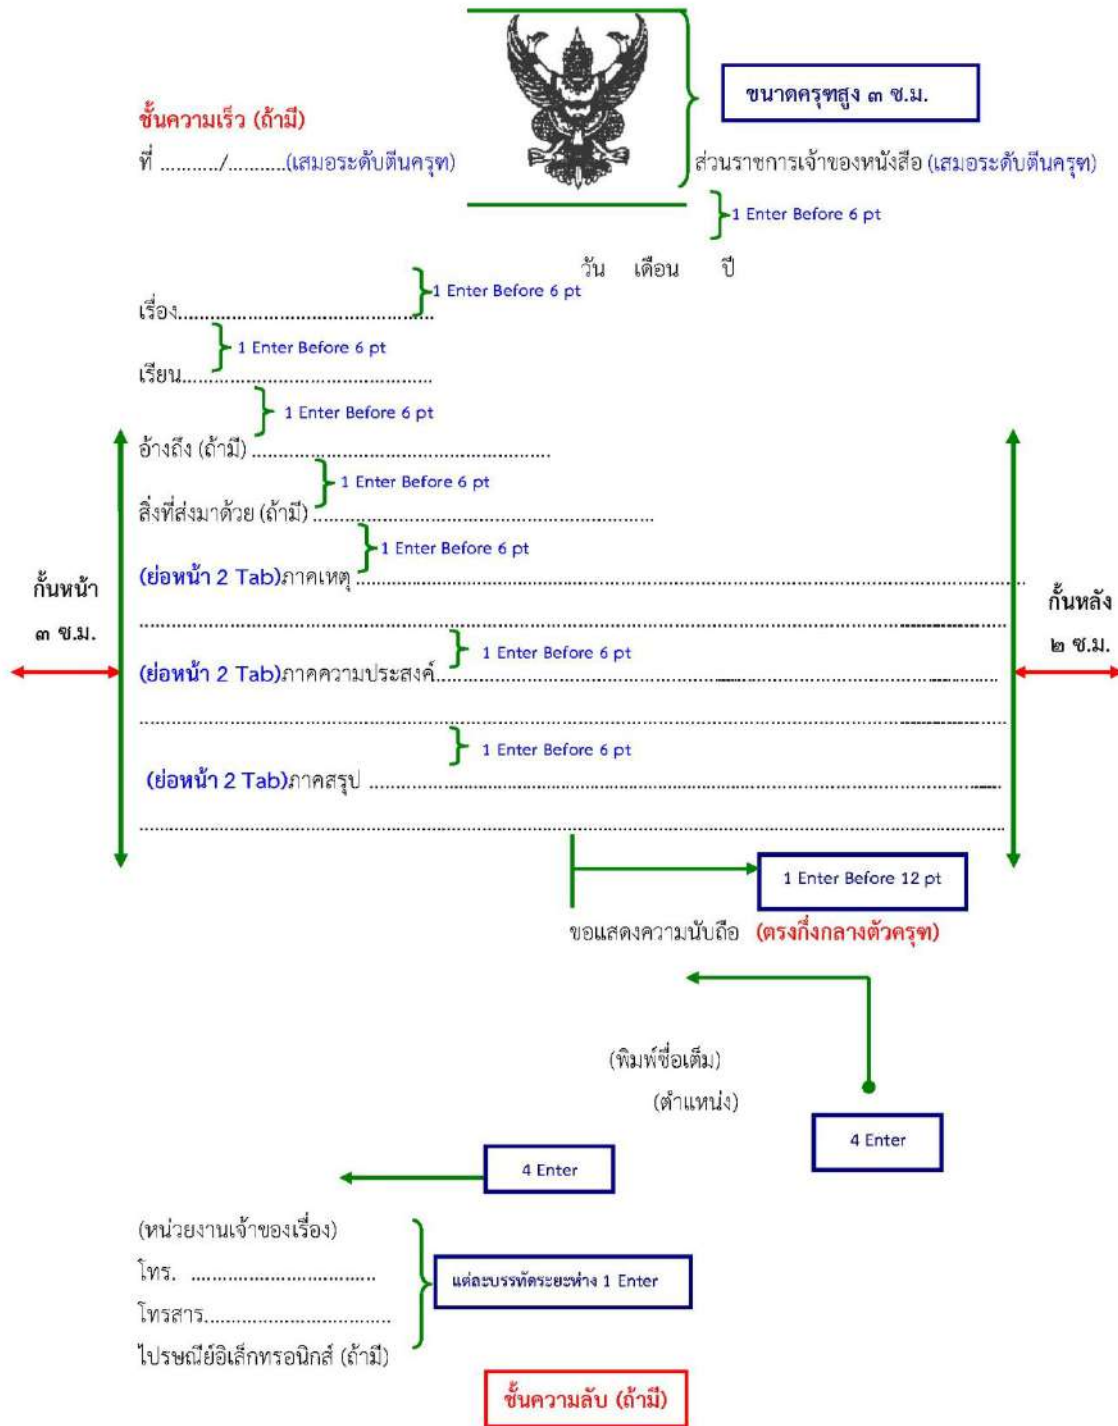 ขนาดครุฑสูง ๓ ซ.ม.
ชั้นความเร็ว (ถ้ามี)
ที่ .........../...........(เสมอระดับตีนครุฑ)
ส่วนราชการเจ้าของหนังสือ (เสมอระดับตีนครุฑ)
1 Enter Before 6 pt
วัน เดือน ปี
1 Enter Before 6 pt
เรื่อง................................................
1 Enter Before 6 pt
เรียน................................................
1 Enter Before 6 pt
อ้างถึง (ถ้ามี) .........................................................
1 Enter Before 6 pt
สิ่งที่ส่งมาด้วย (ถ้ามี) .................................................................
1 Enter Before 6 pt
(ย่อหน้า 2 Tab)ภาคเหตุ ................................................................................................
กั้นหน้า
๓ ซ.ม.
กั้นหลัง
๒ ซ.ม.
1 Enter Before 6 pt
(ย่อหน้า 2 Tab)ภาคความประสงค์................................................................................
1 Enter Before 6 pt
(ย่อหน้า 2 Tab)ภาคสรุป ................................................................................................
1 Enter Before 12 pt
ขอแสดงความนับถือ (ตรงกึ่งกลางตัวครุฑ)
(พิมพ์ชื่อเต็ม)
(ตำแหน่ง)
4 Enter
4 Enter
(หน่วยงานเจ้าของเรื่อง)
โทร. ...................................
แต่ละบรรทัดระยะห่าง 1 Enter
โทรสาร...................................
ไปรษณีย์อิเล็กทรอนิกส์ (ถ้ามี)
ชั้นความลับ (ถ้ามี)